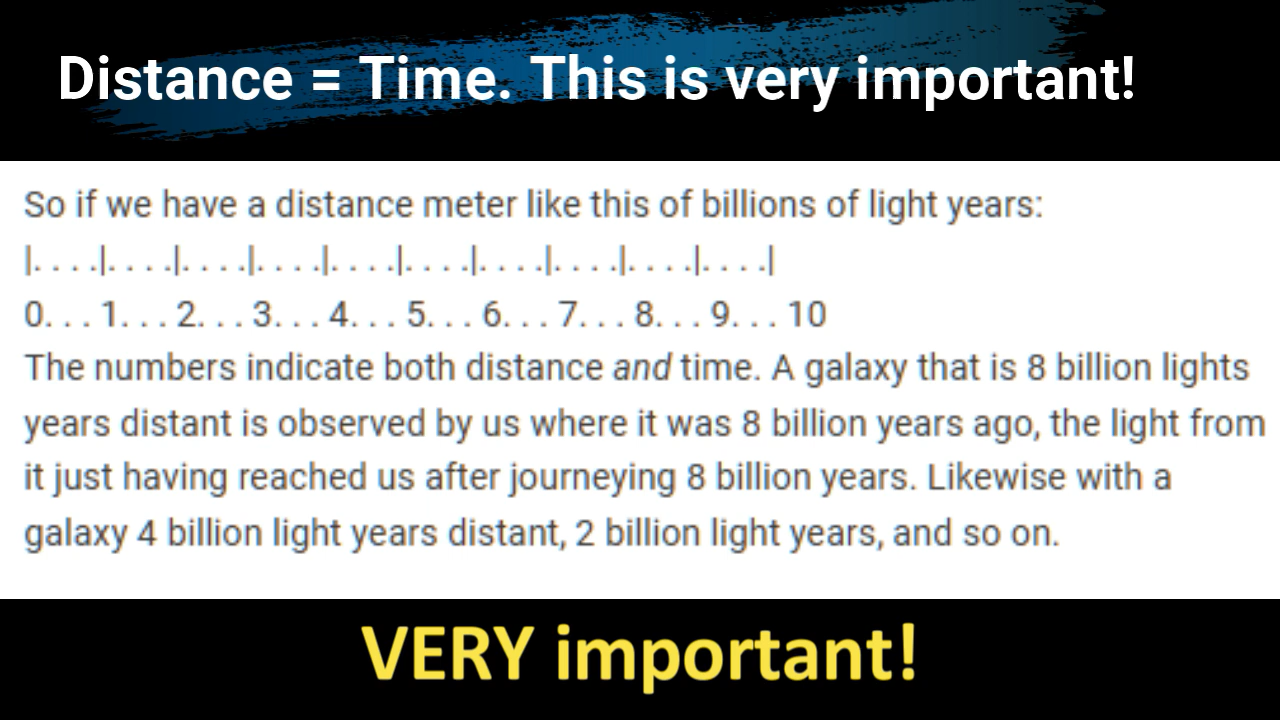 Distance = Time. This is very important!
So if we have a distance meter like this of billions of light years:
|. . . .|. . . .|. . . .|. . . .|. . . .|. . . .|. . . .|. . . .|. . . .|. . . .|
0. . . 1. . . 2. . . 3. . . 4. . . 5. . . 6. . . 7. . . 8. . . 9. . . 10
The numbers indicate both distance and time. A galaxy that is 8 billion lights
years distant is observed by us where it was 8 billion years ago, the light from
it just having reached us after journeying 8 billion years. Likewise with a
galaxy 4 billion light years distant, 2 billion light years, and so on.
VERY important!